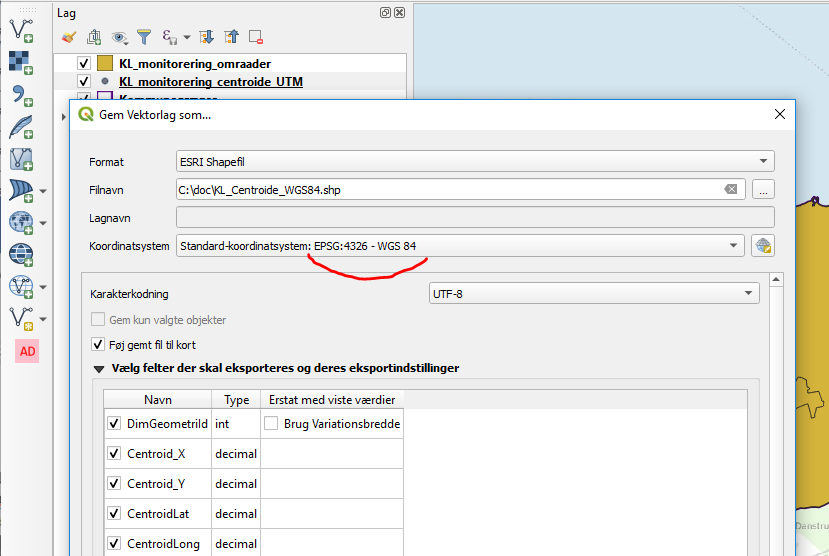 Lag
KL_monitorering_omraader
KL_monitorering_centroide_UTM
Gem Vektorlag som...
Format
ESRI Shapefil
Filnavn
C:\doc\KL_Centroide_WGS84.shp
...
Lagnavn
Koordinatsystem
Standard-koordinatsystem: EPSG:4326 - WGS 84
Karakterkodning
UTF-8
Gem kun valgte objekter
Føj gemt fil til kort
AD
Vælg felter der skal eksporteres og deres eksportindstillinger
Navn Type Erstat med viste værdier
DimGeometriId int Brug Variationsbredde
Centroid_X decimal
Centroid_Y decimal
CentroidLat decimal
CentroidLong decimal